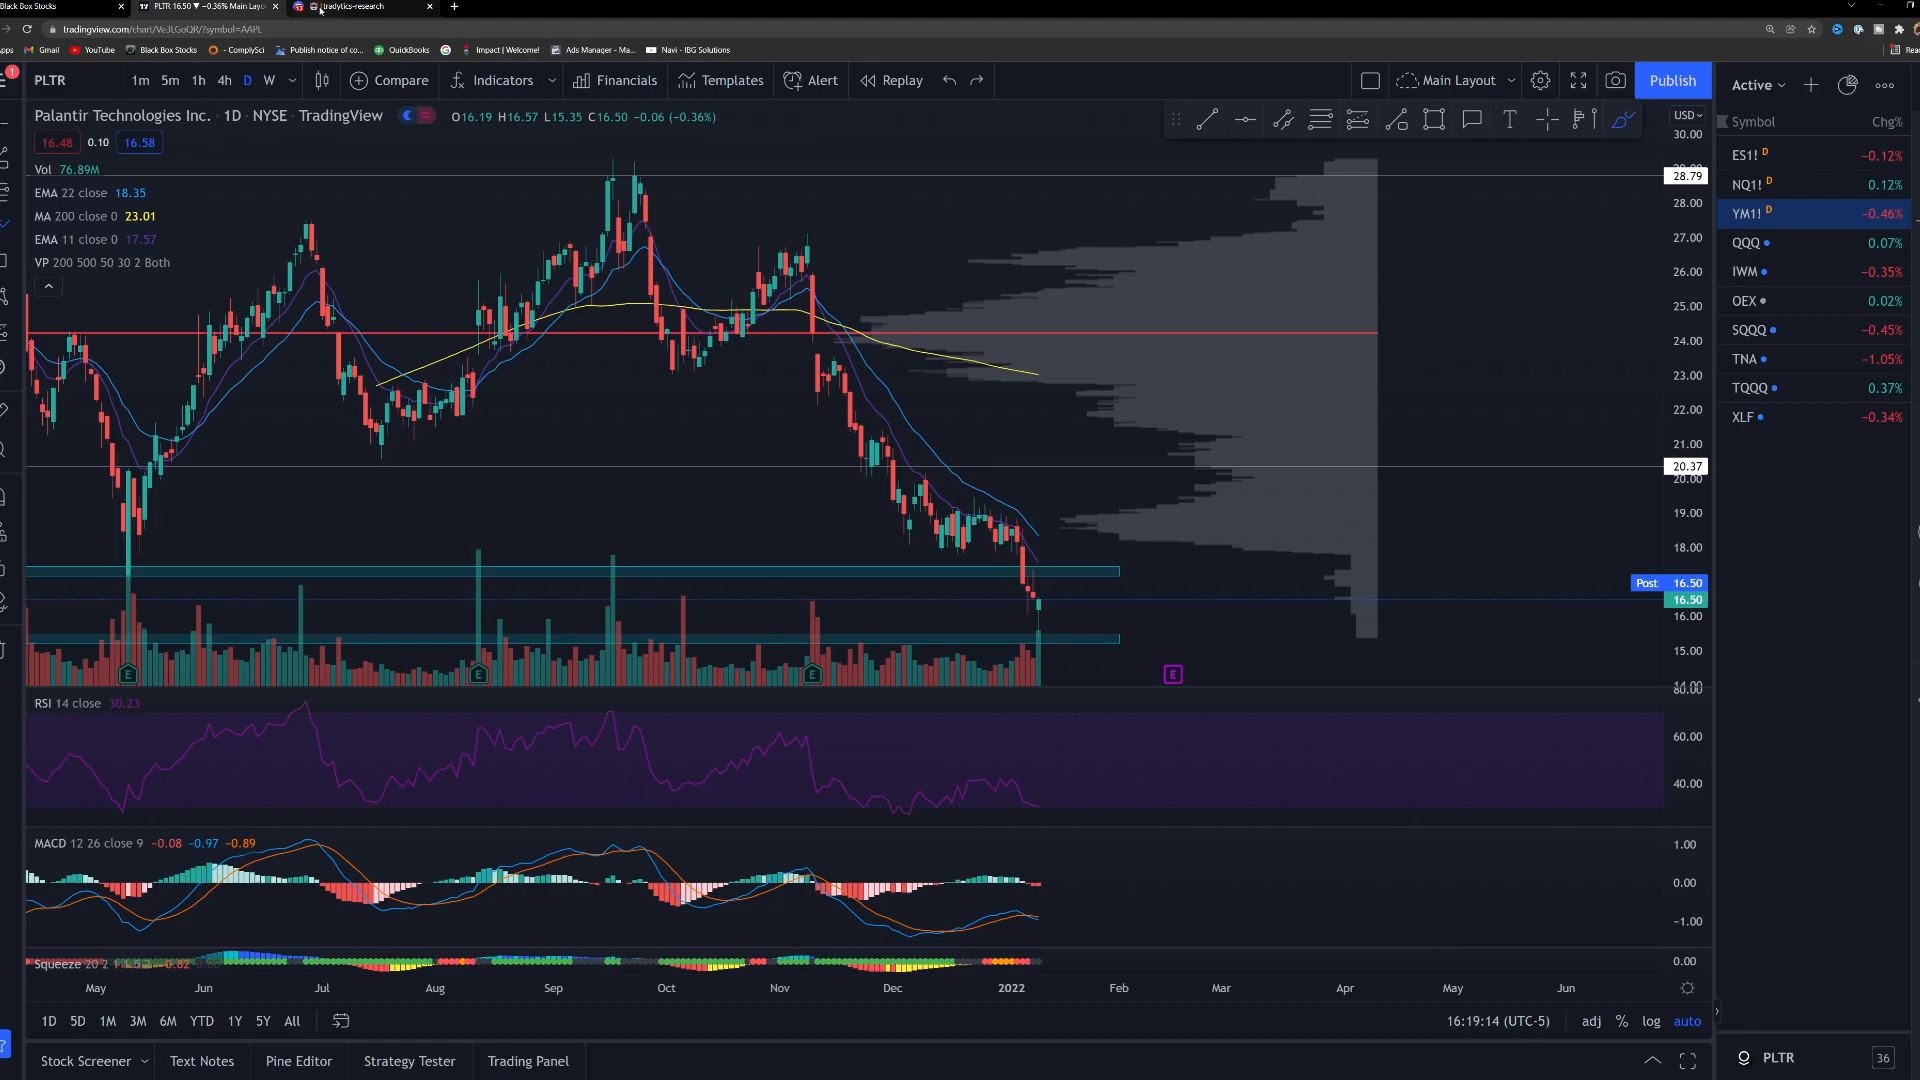 Black Box Stocks
PLTR 16.50 ▼ −0.36% Main Layo
tradytics-research
tradingview.com/chart/VeJLGoQR/?symbol=AAPL
Apps Gmail YouTube Black Box Stocks - ComplySci Publish notice of co... QuickBooks Impact | Welcome! Ads Manager - Ma... Navi - IBG Solutions
1 PLTR 1m 5m 1h 4h D W Compare Indicators Financials Templates Alert Replay Main Layout Publish
Active
Palantir Technologies Inc. · 1D · NYSE · TradingView O16.19 H16.57 L15.35 C16.50 −0.06 (−0.36%)
USD
16.48 0.10 16.58
Vol 76.89M
EMA 22 close 18.35
MA 200 close 0 23.01
EMA 11 close 0 17.57
VP 200 500 50 30 2 Both
30.00
28.79
28.00
27.00
26.00
25.00
24.00
23.00
22.00
21.00
20.37
20.00
19.00
18.00
Post 16.50
16.50
16.00
15.00
Symbol Chg%
ES1! D −0.12%
NQ1! D 0.12%
YM1! D −0.46%
QQQ 0.07%
IWM −0.35%
OEX 0.02%
SQQQ −0.45%
TNA −1.05%
TQQQ 0.37%
XLF −0.34%
E E E E
RSI 14 close 30.23
80.00
60.00
40.00
MACD 12 26 close 9 −0.08 −0.97 −0.89
1.00
0.00
−1.00
Squeeze 20 2
0.00
May Jun Jul Aug Sep Oct Nov Dec 2022 Feb Mar Apr May Jun
1D 5D 1M 3M 6M YTD 1Y 5Y All
16:19:14 (UTC-5) adj % log auto
Stock Screener Text Notes Pine Editor Strategy Tester Trading Panel
PLTR 36